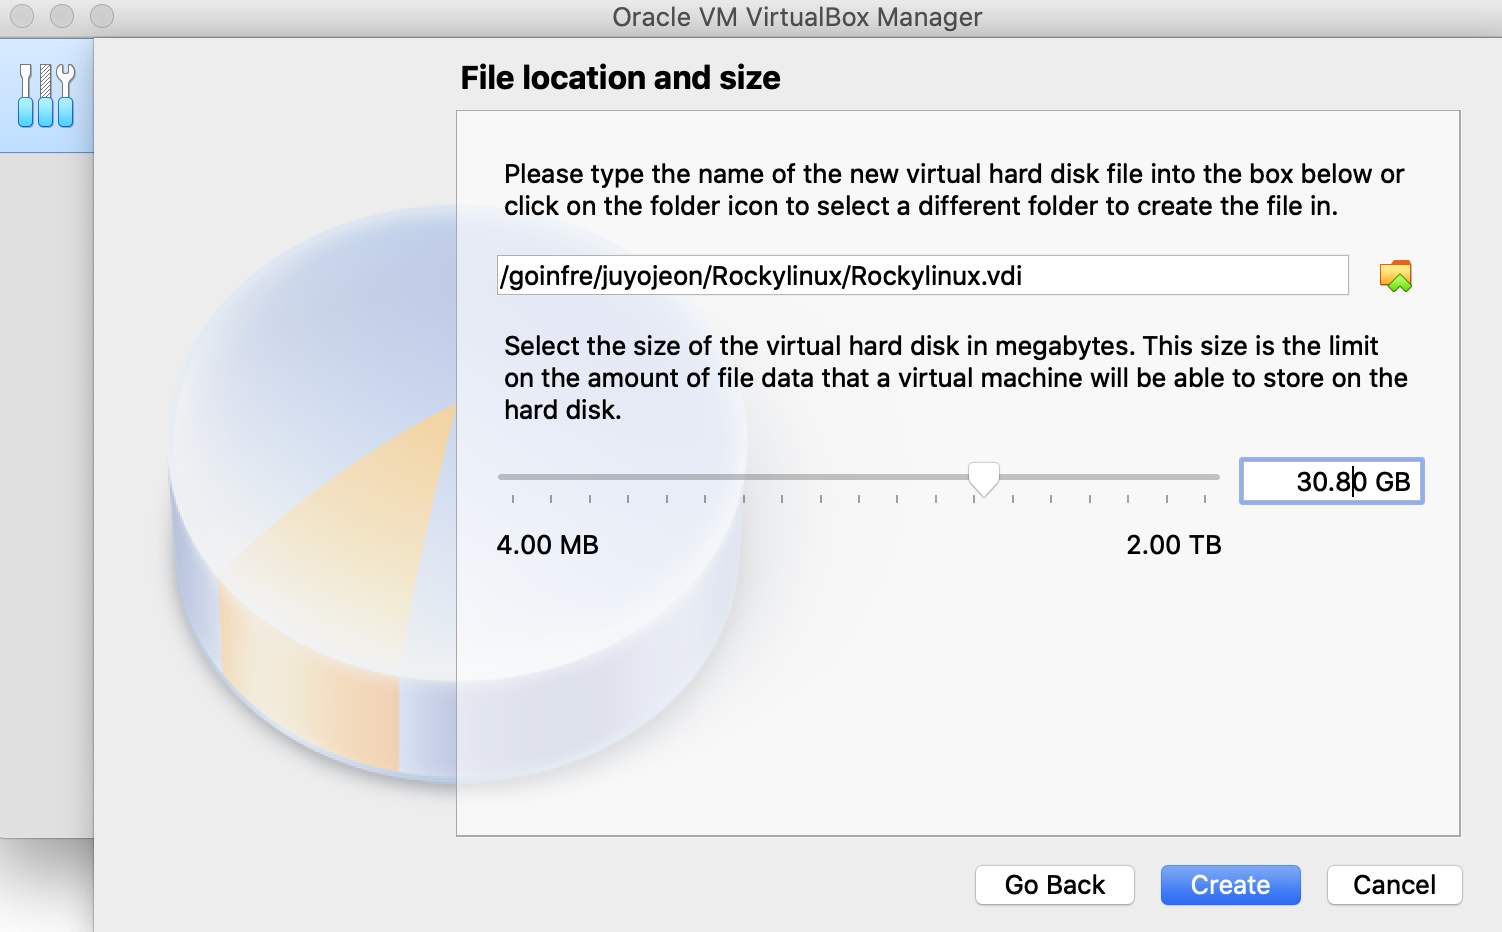 Oracle VM VirtualBox Manager
File location and size
Please type the name of the new virtual hard disk file into the box below or
click on the folder icon to select a different folder to create the file in.
/goinfre/juyojeon/Rockylinux/Rockylinux.vdi
Select the size of the virtual hard disk in megabytes. This size is the limit
on the amount of file data that a virtual machine will be able to store on the
hard disk.
30.80 GB
4.00 MB
2.00 TB
Go Back
Create
Cancel